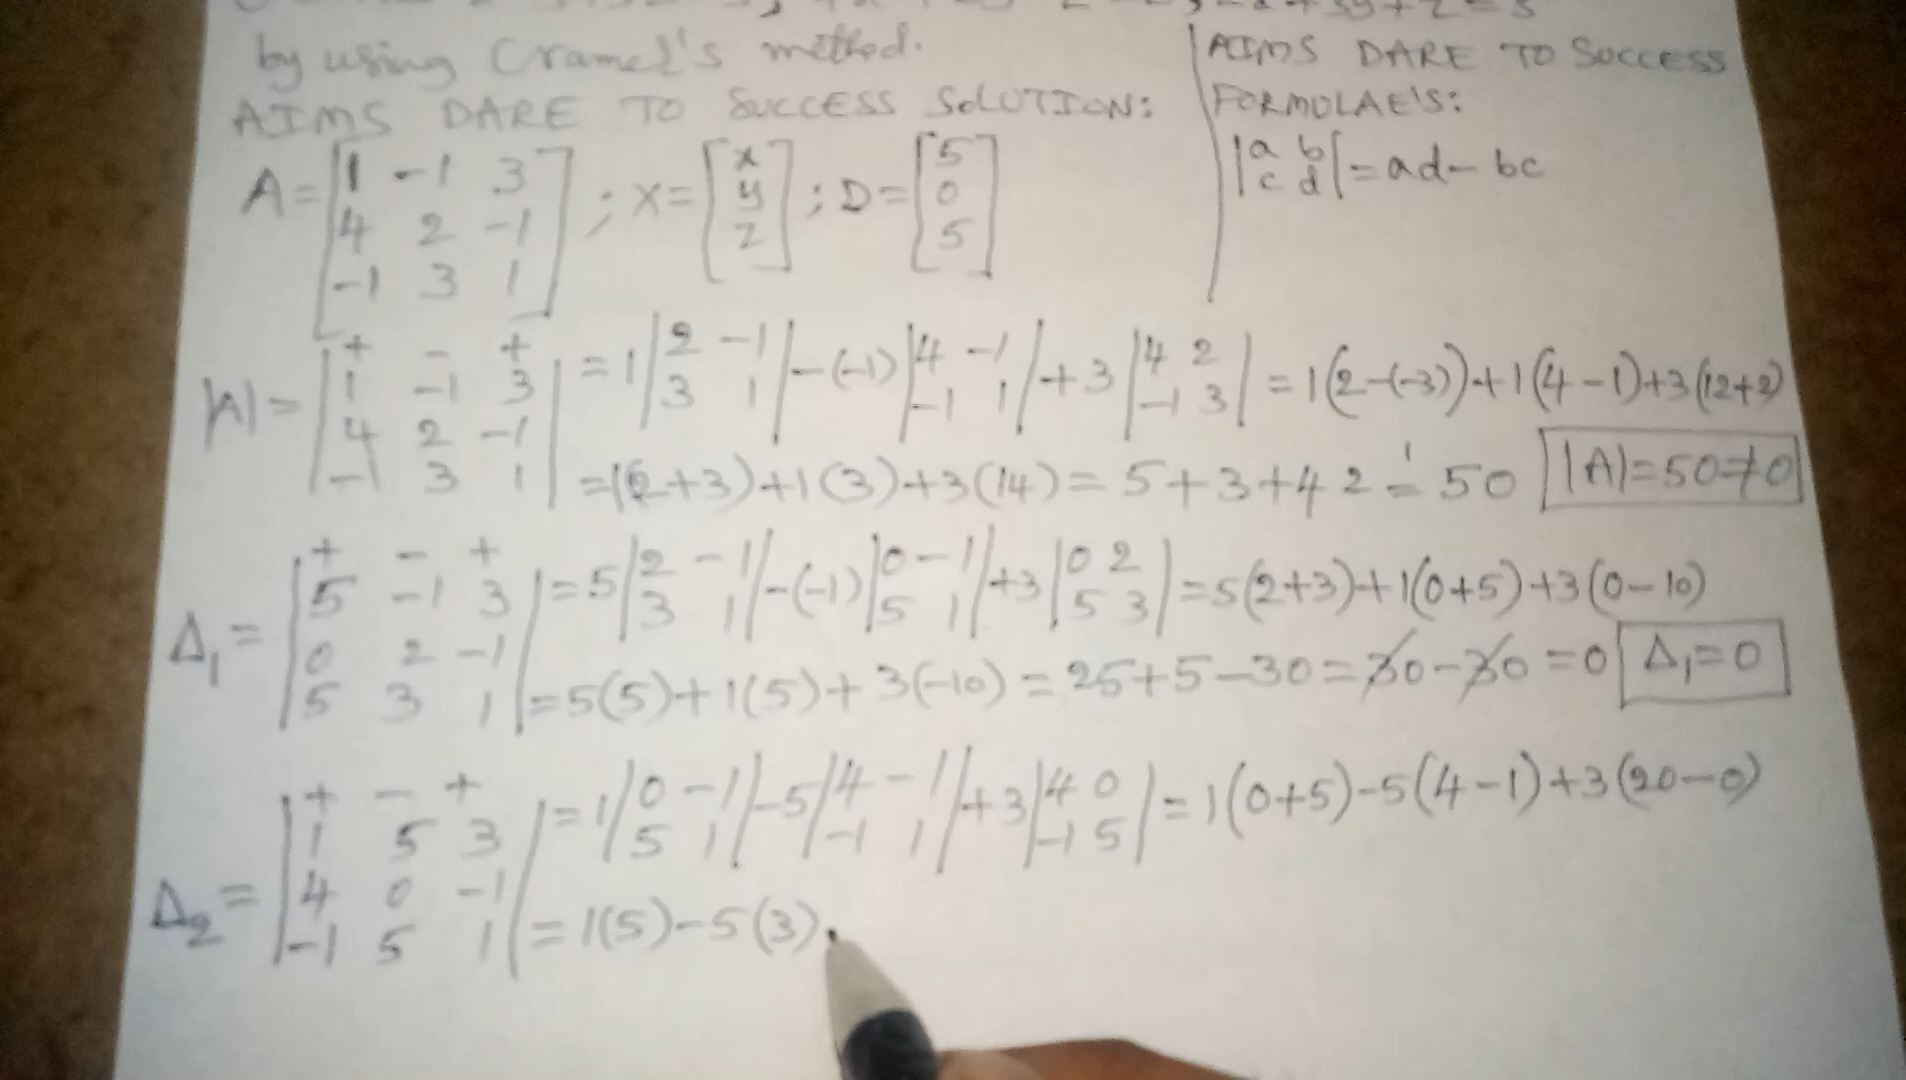 by using Cramer's method.
AIMS DARE TO SUCCESS SOLUTION:
AIMS DARE TO SUCCESS
FORMULAE'S:
|a b|
|c d| = ad - bc
A = [1 -1 3] ; X = [x] ; D = [5]
[4 2 -1] [y] [0]
[-1 3 1] [z] [5]
+ - +
|A| = |1 -1 3| = 1|2 -1| -(-1)|4 -1| +3|4 2| = 1(2-(-3))+1(4-1)+3(12+2)
|4 2 -1| |3 1| |-1 1| |-1 3|
|-1 3 1| = 1(2+3)+1(3)+3(14) = 5+3+42 = 50 |A|=50≠0
+ - +
Δ₁ = |5 -1 3| = 5|2 -1| -(-1)|0 -1| +3|0 2| = 5(2+3)+1(0+5)+3(0-10)
|0 2 -1| |3 1| |5 1| |5 3|
|5 3 1| = 5(5)+1(5)+3(-10) = 25+5-30 = 30-30 = 0 Δ₁=0
+ - +
Δ₂ = |1 5 3| = 1|0 -1| -5|4 -1| +3|4 0| = 1(0+5)-5(4-1)+3(20-0)
|4 0 -1| |5 1| |-1 1| |-1 5|
|-1 5 1| = 1(5)-5(3)